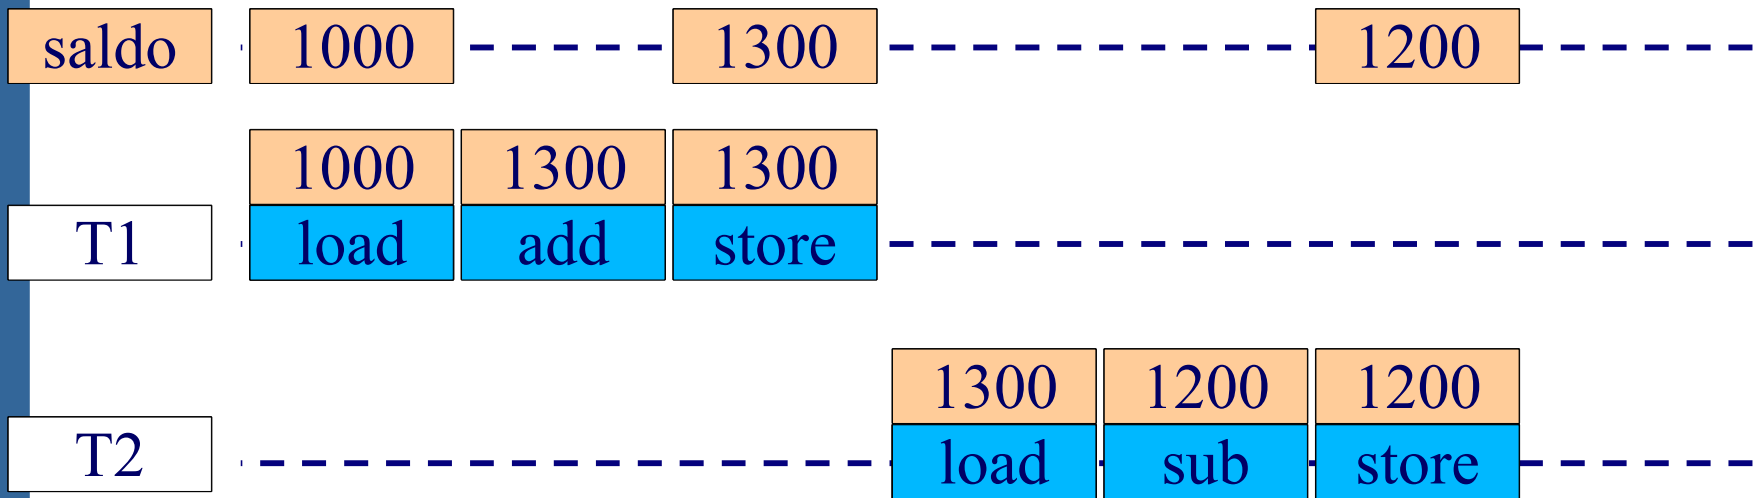 saldo 1000 1300 1200
1000 1300 1300
T1 load add store
1300 1200 1200
T2 load sub store